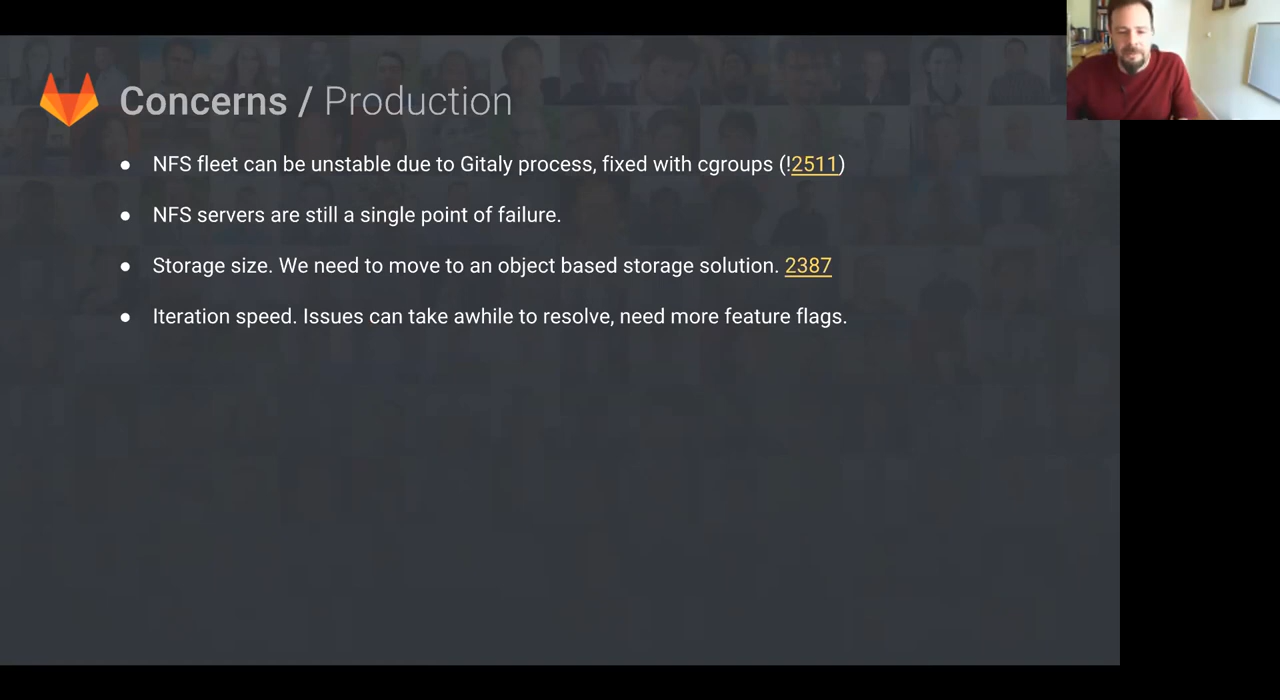 Concerns / Production
● NFS fleet can be unstable due to Gitaly process, fixed with cgroups (!2511)
● NFS servers are still a single point of failure.
● Storage size. We need to move to an object based storage solution. 2387
● Iteration speed. Issues can take awhile to resolve, need more feature flags.